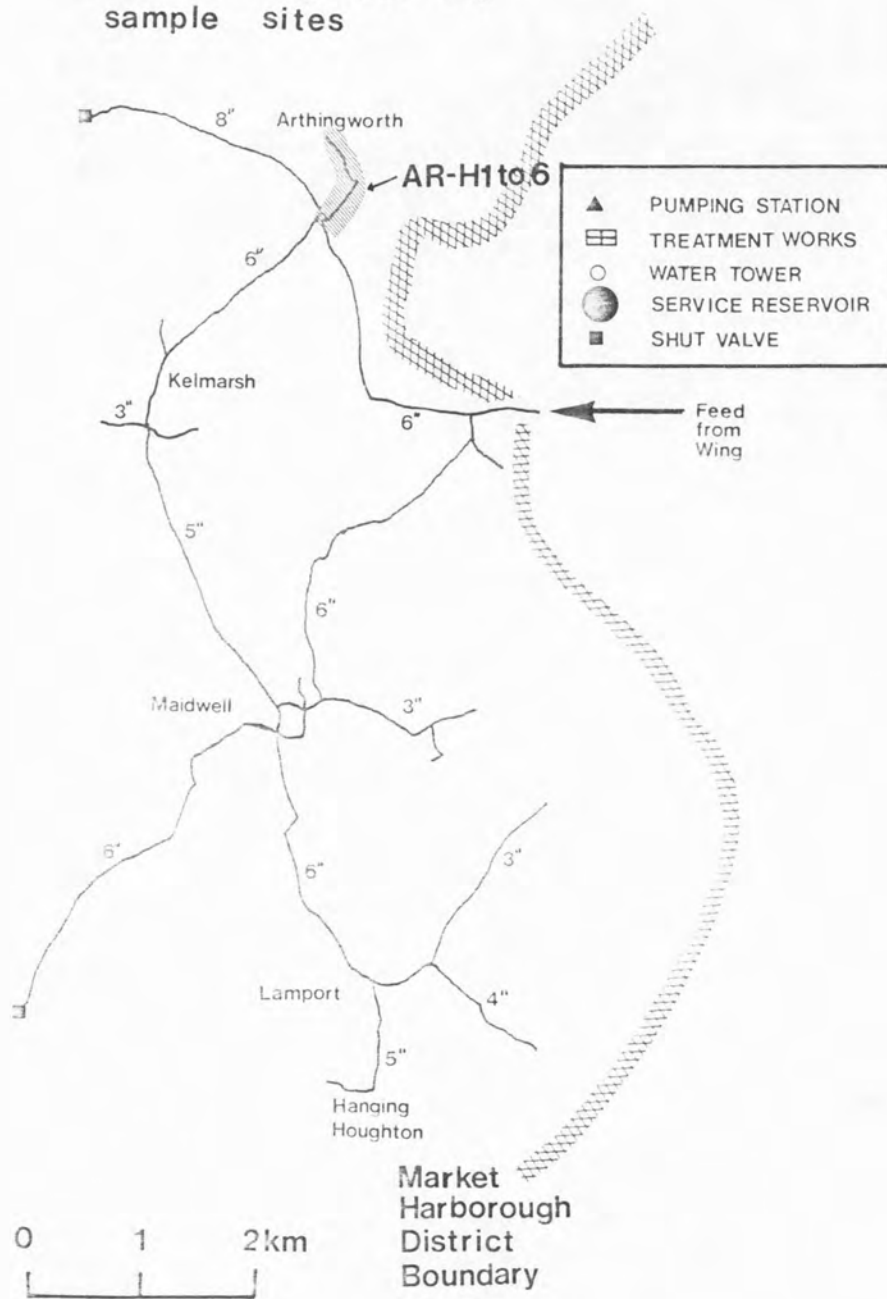 sample sites
8"
Arthingworth
AR-H1to6
PUMPING STATION
TREATMENT WORKS
WATER TOWER
SERVICE RESERVOIR
SHUT VALVE
6"
Kelmarsh
3"
6"
Feed
from
Wing
5"
6"
Maidwell
3"
6"
6"
3"
Lamport
4"
5"
Hanging
Houghton
Market
Harborough
District
Boundary
0 1 2km